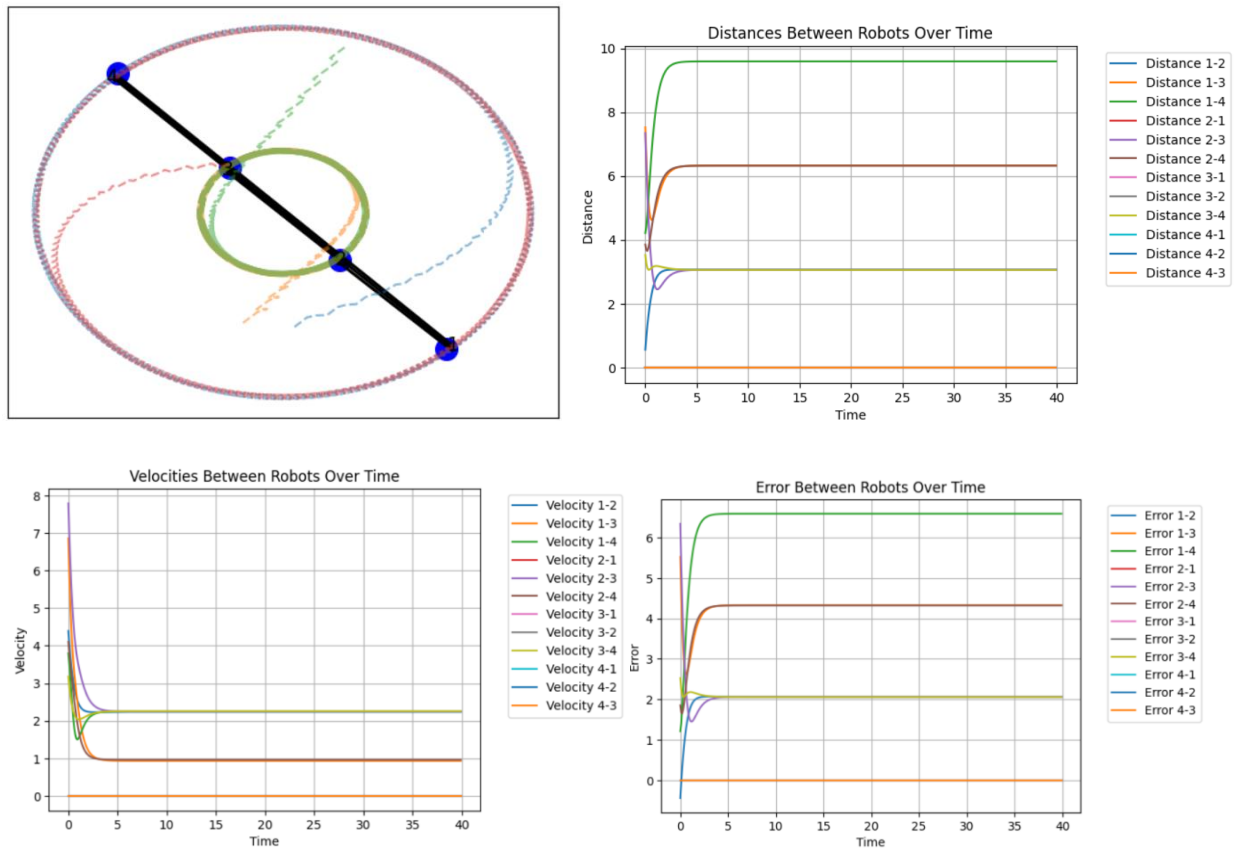 Distances Between Robots Over Time
10
8
6
4
2
0
Distance
0 5 10 15 20 25 30 35 40
Time
Distance 1-2
Distance 1-3
Distance 1-4
Distance 2-1
Distance 2-3
Distance 2-4
Distance 3-1
Distance 3-2
Distance 3-4
Distance 4-1
Distance 4-2
Distance 4-3
Velocities Between Robots Over Time
8
7
6
5
4
3
2
1
0
Velocity
0 5 10 15 20 25 30 35 40
Time
Velocity 1-2
Velocity 1-3
Velocity 1-4
Velocity 2-1
Velocity 2-3
Velocity 2-4
Velocity 3-1
Velocity 3-2
Velocity 3-4
Velocity 4-1
Velocity 4-2
Velocity 4-3
Error Between Robots Over Time
6
5
4
3
2
1
0
Error
0 5 10 15 20 25 30 35 40
Time
Error 1-2
Error 1-3
Error 1-4
Error 2-1
Error 2-3
Error 2-4
Error 3-1
Error 3-2
Error 3-4
Error 4-1
Error 4-2
Error 4-3